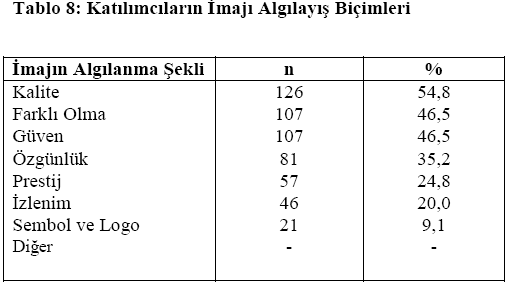 Tablo 8: Katılımcıların İmajı Algılayış Biçimleri
İmajın Algılanma Şekli n %
Kalite 126 54,8
Farklı Olma 107 46,5
Güven 107 46,5
Özgünlük 81 35,2
Prestij 57 24,8
İzlenim 46 20,0
Sembol ve Logo 21 9,1
Diğer - -